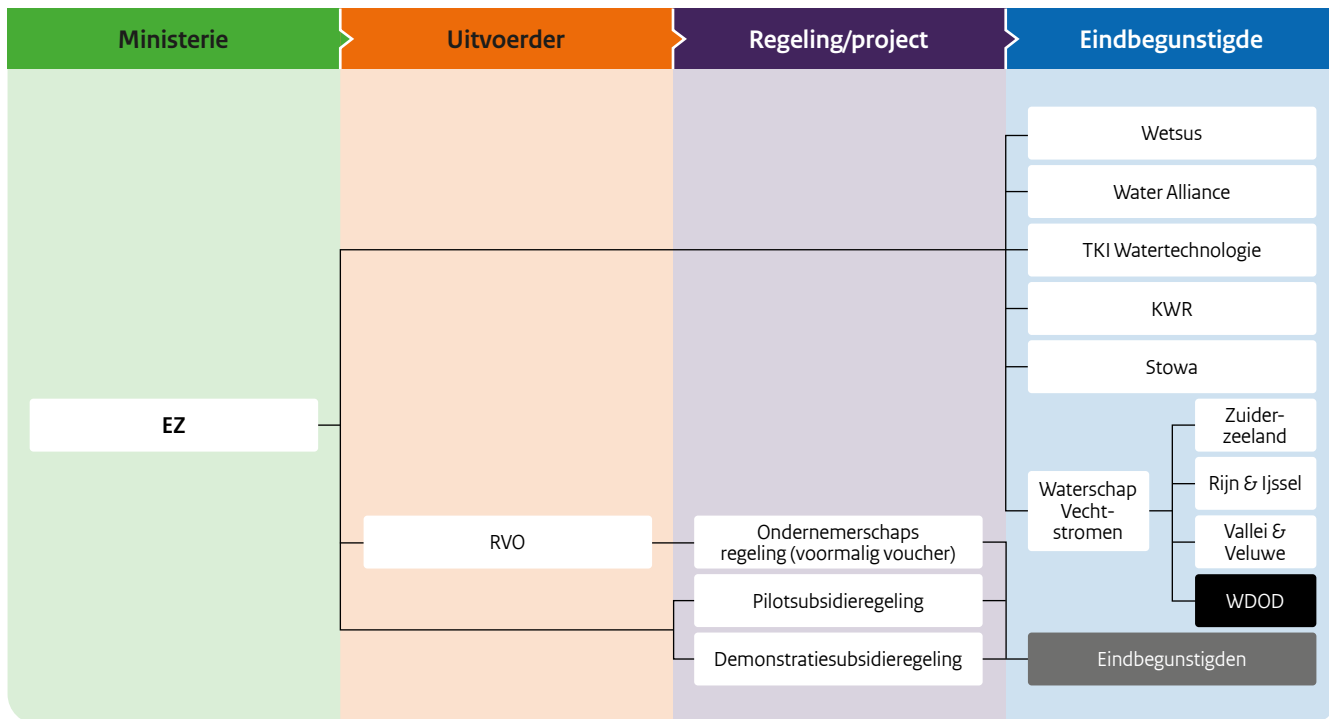 Ministerie
Uitvoerder
Regeling/project
Eindbegunstigde
Wetsus
Water Alliance
TKI Watertechnologie
KWR
Stowa
EZ
Zuider-
zeeland
Waterschap
Vecht-
stromen
Rijn & Ijssel
Vallei &
Veluwe
WDOD
RVO
Ondernemerschaps
regeling (voormalig voucher)
Pilotsubsidieregeling
Demonstratiesubsidieregeling
Eindbegunstigden